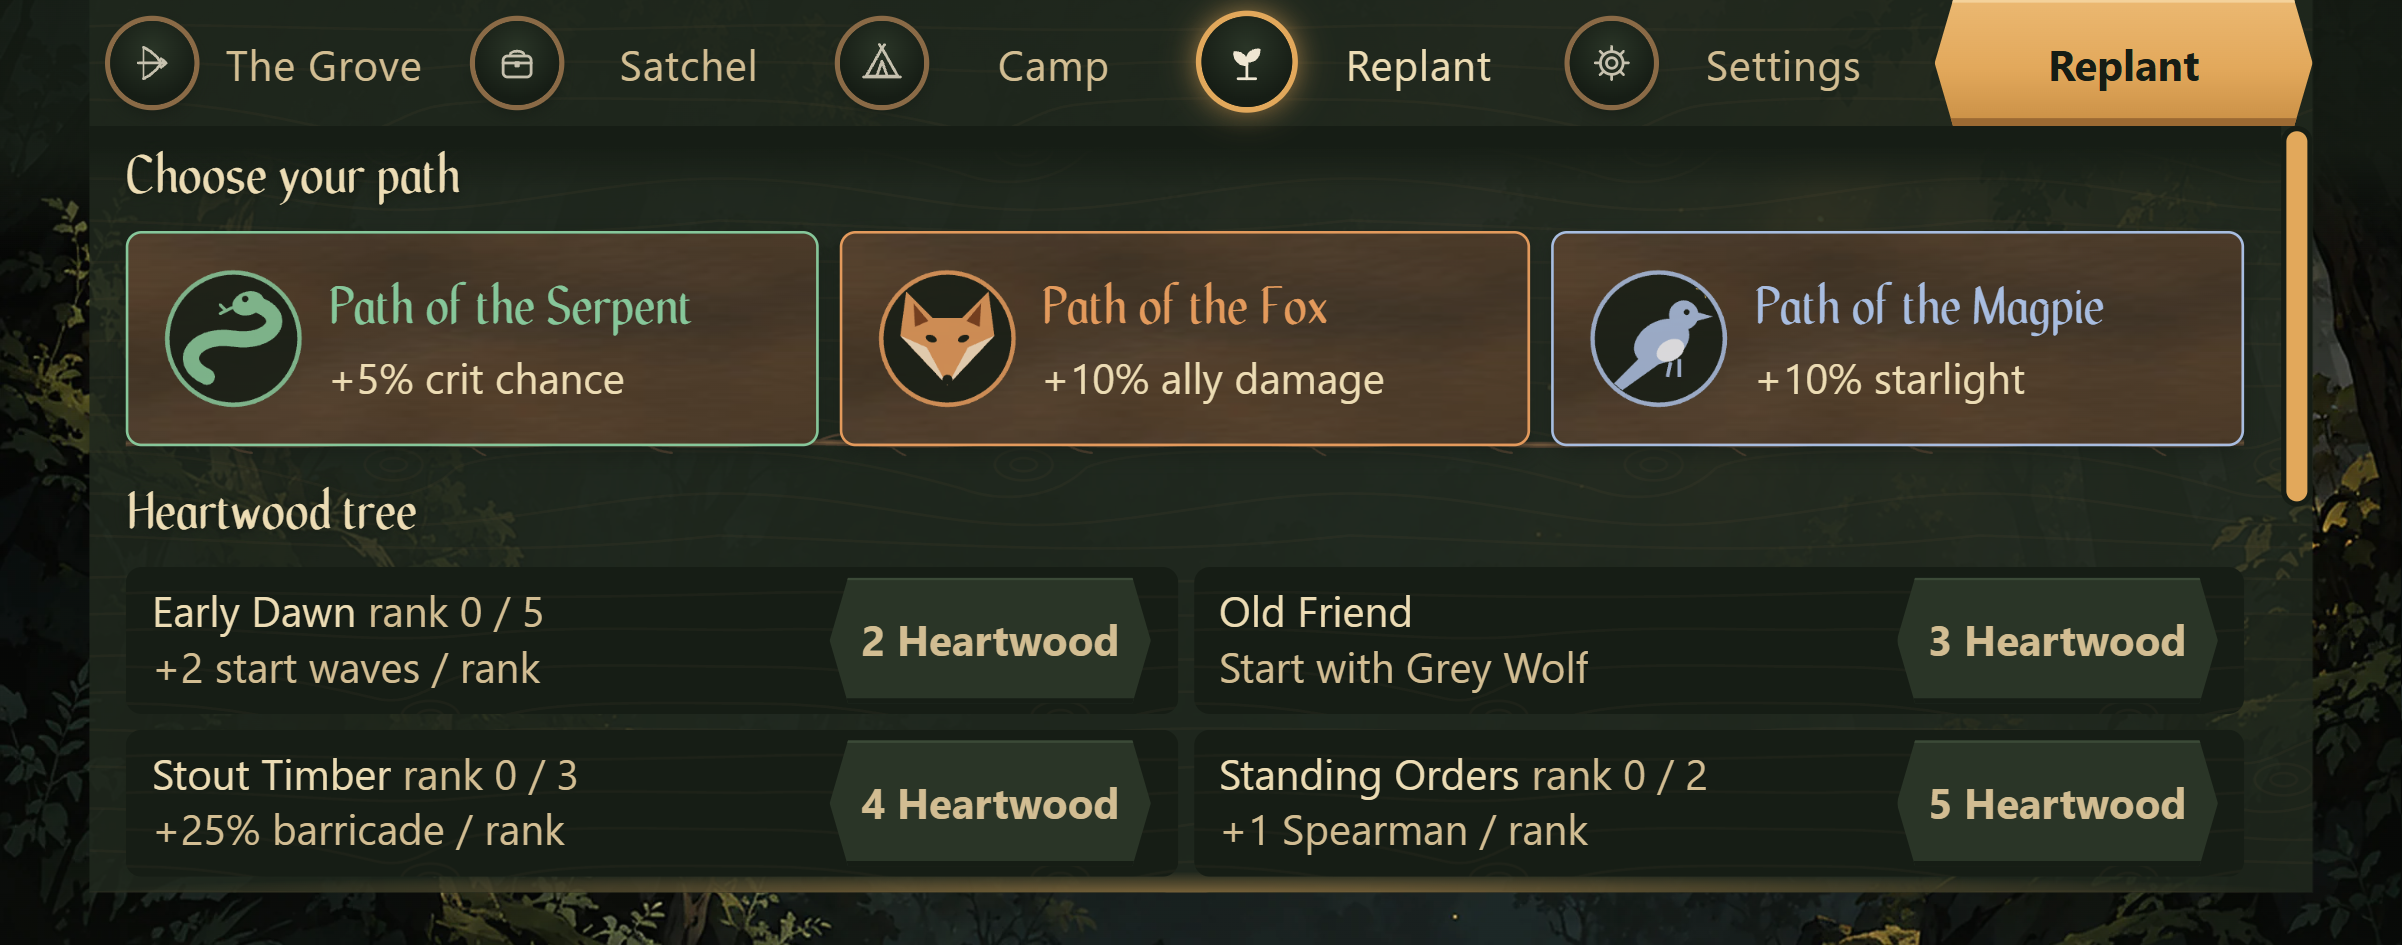 The Grove Satchel Camp Replant Settings Replant
Choose your path
Path of the Serpent
+5% crit chance
Path of the Fox
+10% ally damage
Path of the Magpie
+10% starlight
Heartwood tree
Early Dawn rank 0 / 5
+2 start waves / rank
2 Heartwood
Old Friend
Start with Grey Wolf
3 Heartwood
Stout Timber rank 0 / 3
+25% barricade / rank
4 Heartwood
Standing Orders rank 0 / 2
+1 Spearman / rank
5 Heartwood